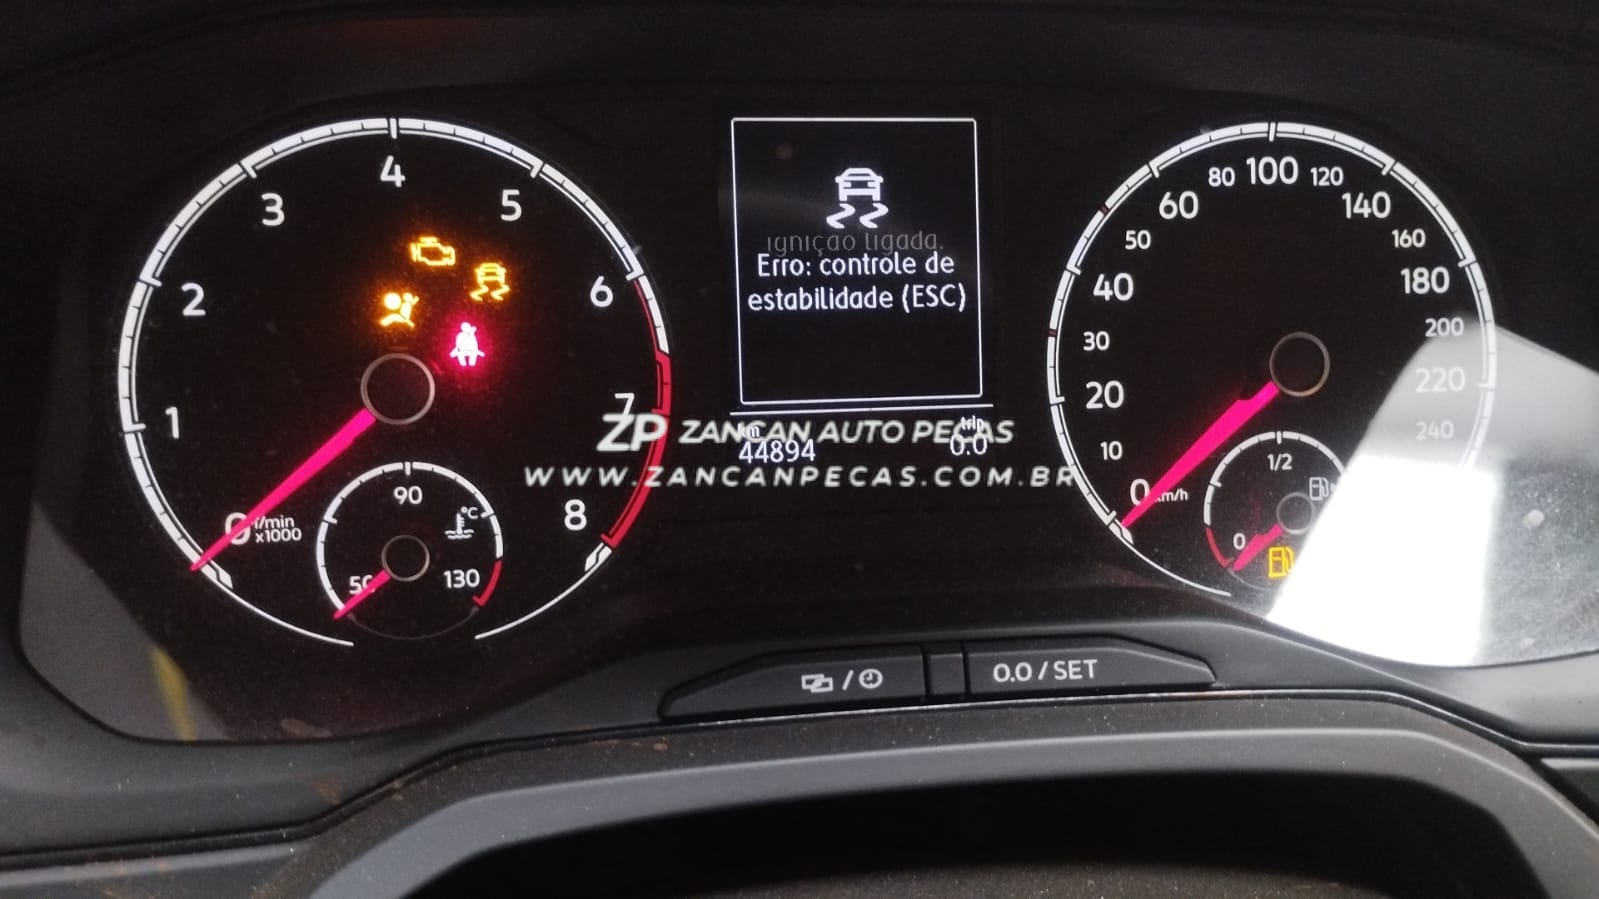 4
3
5
2
6
1
7
8
0 1/min
x1000
90
50
130
°C
ignição ligada.
Erro: controle de
estabilidade (ESC)
km
44894
trip
0.0
ZP ZANCAN AUTO PEÇAS
WWW.ZANCANPECAS.COM.BR
80 100 120
60
140
50
160
40
180
30
200
20
220
10
240
0 km/h
1/2
0
0.0 / SET